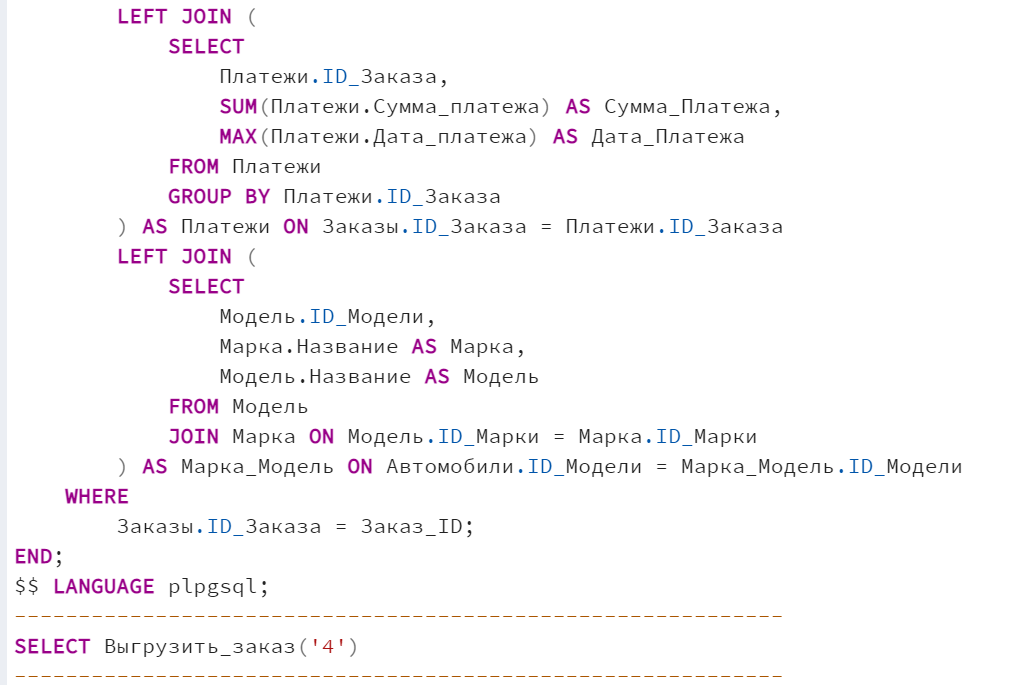 LEFT JOIN (
SELECT
Платежи.ID_Заказа,
SUM(Платежи.Сумма_платежа) AS Сумма_Платежа,
MAX(Платежи.Дата_платежа) AS Дата_Платежа
FROM Платежи
GROUP BY Платежи.ID_Заказа
) AS Платежи ON Заказы.ID_Заказа = Платежи.ID_Заказа
LEFT JOIN (
SELECT
Модель.ID_Модели,
Марка.Название AS Марка,
Модель.Название AS Модель
FROM Модель
JOIN Марка ON Модель.ID_Марки = Марка.ID_Марки
) AS Марка_Модель ON Автомобили.ID_Модели = Марка_Модель.ID_Модели
WHERE
Заказы.ID_Заказа = Заказ_ID;
END;
$$ LANGUAGE plpgsql;
------------------------------------------------------------
SELECT Выгрузить_заказ('4')
------------------------------------------------------------